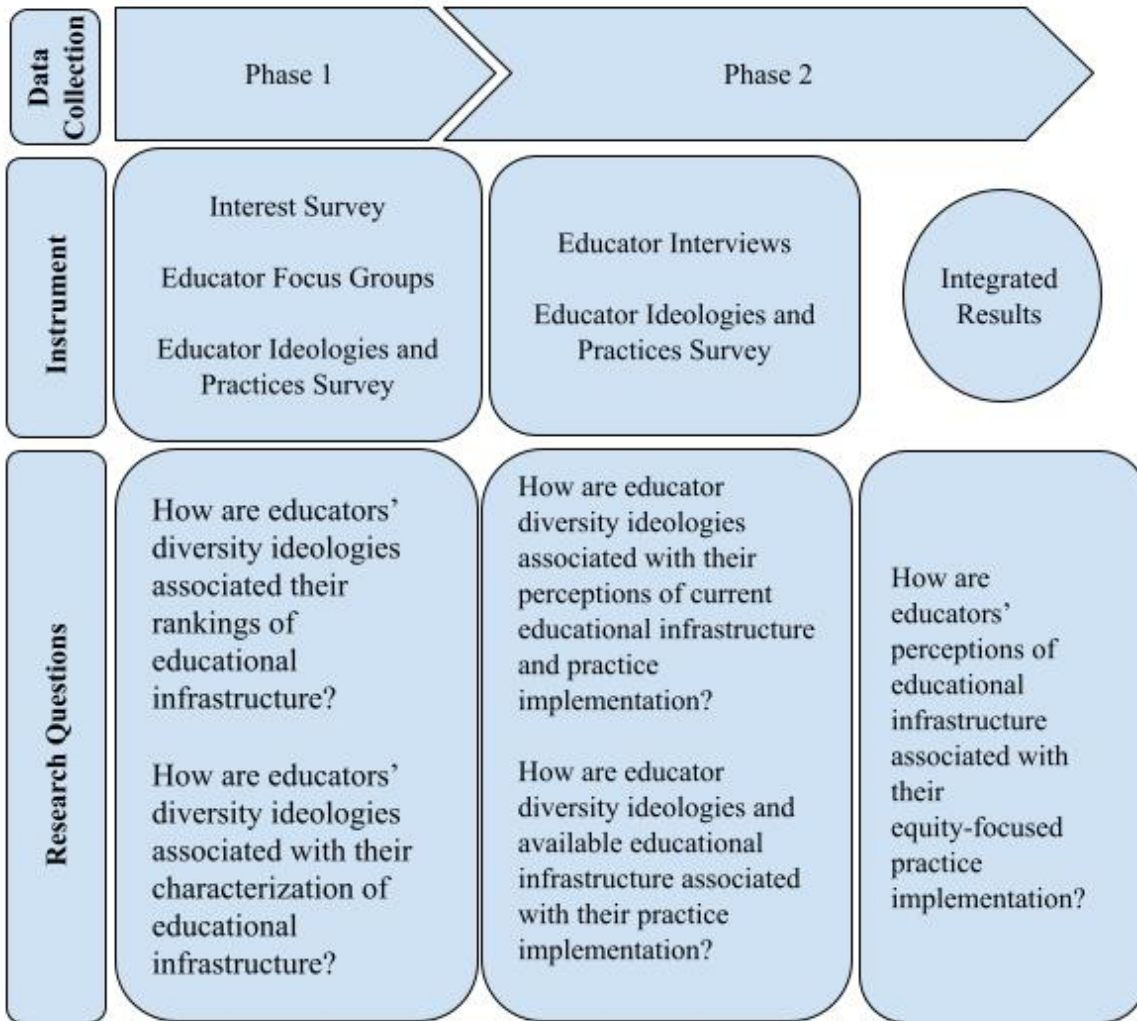 Data
Collection
Phase 1
Phase 2
Instrument
Interest Survey
Educator Focus Groups
Educator Ideologies and
Practices Survey
Educator Interviews
Educator Ideologies and
Practices Survey
Integrated
Results
Research Questions
How are educators’
diversity ideologies
associated their
rankings of
educational
infrastructure?
How are educators’
diversity ideologies
associated with their
characterization of
educational
infrastructure?
How are educator
diversity ideologies
associated with their
perceptions of current
educational infrastructure
and practice
implementation?
How are educator
diversity ideologies and
available educational
infrastructure associated
with their practice
implementation?
How are
educators’
perceptions of
educational
infrastructure
associated with
their
equity-focused
practice
implementation?